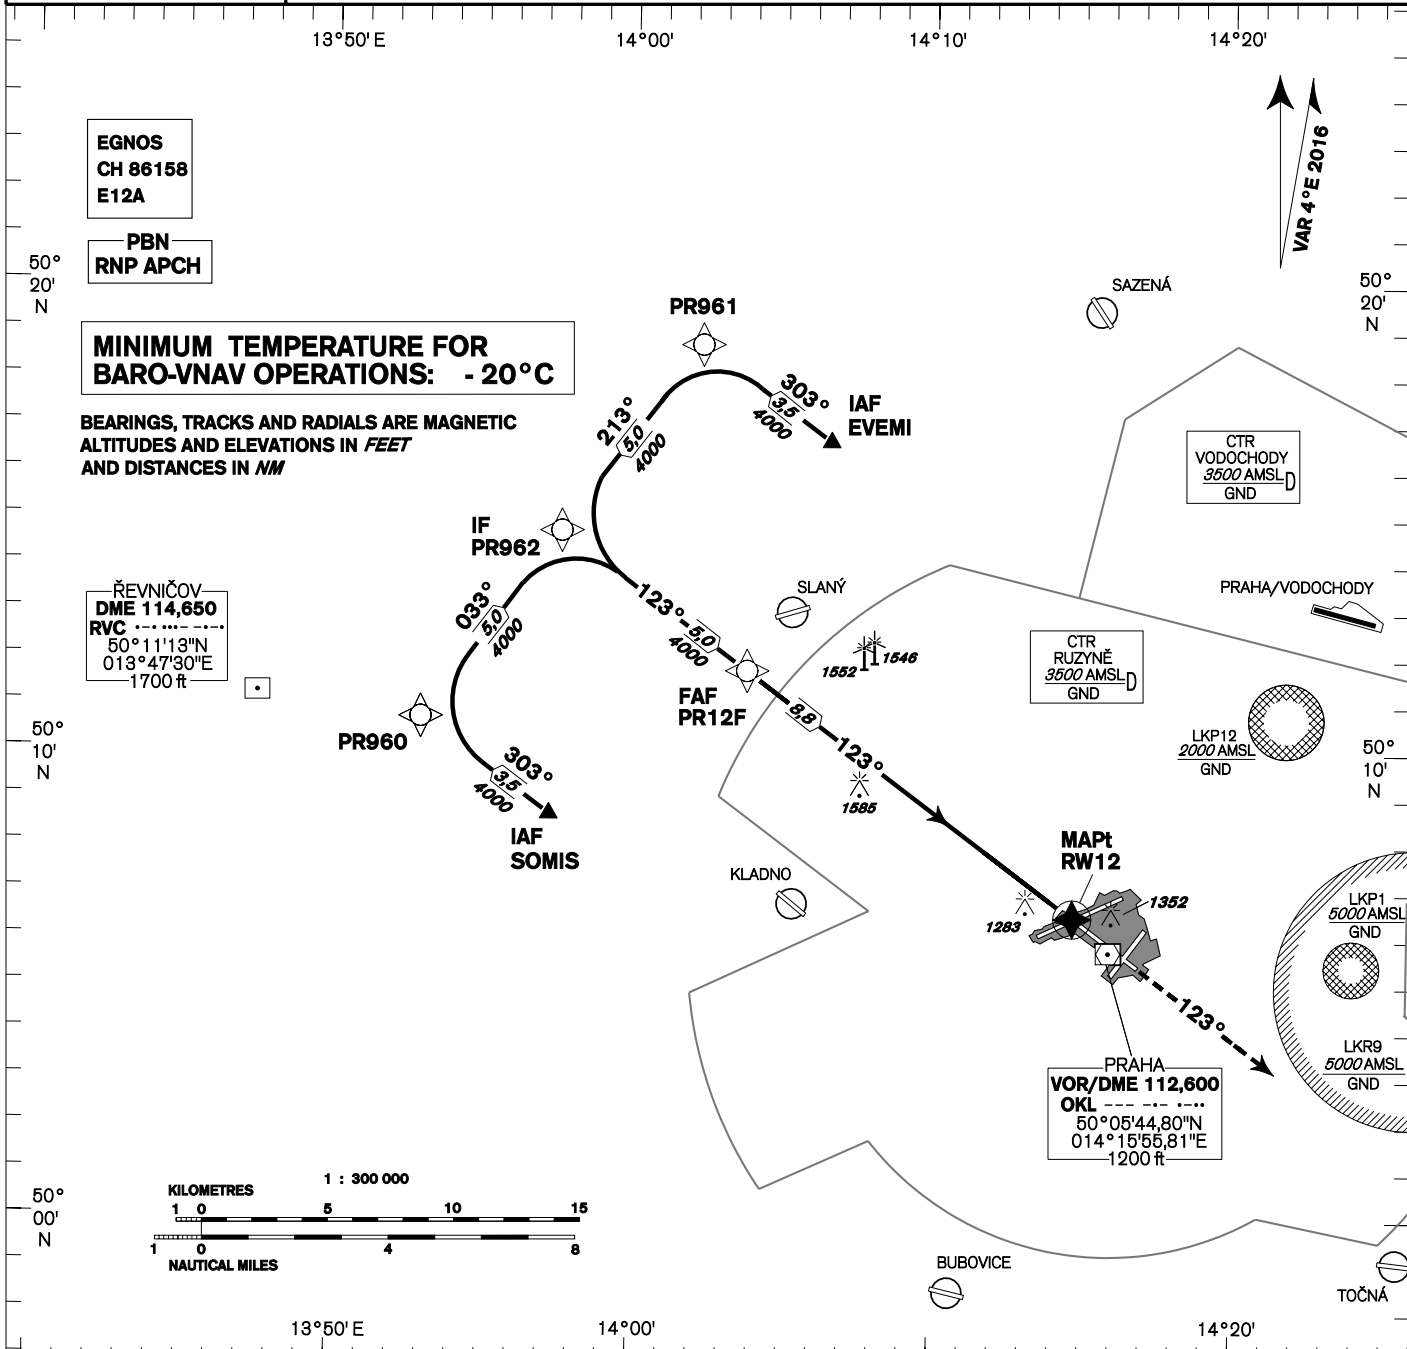 13°50' E
14°00'
14°10'
14°20'
EGNOS
CH 86158
E12A
PBN
RNP APCH
VAR 4°E 2016
50°
20'
N
50°
20'
N
SAZENÁ
PR961
MINIMUM TEMPERATURE FOR
BARO-VNAV OPERATIONS: - 20°C
BEARINGS, TRACKS AND RADIALS ARE MAGNETIC
ALTITUDES AND ELEVATIONS IN FEET
AND DISTANCES IN NM
213°
5,0
4000
303°
3,5
4000
IAF
EVEMI
CTR
VODOCHODY
3500 AMSL D
GND
IF
PR962
ŘEVNIČOV
DME 114,650
RVC
50°11'13"N
013°47'30"E
1700 ft
033°
5,0
4000
123°
5,0
4000
SLANÝ
1552
1546
PRAHA/VODOCHODY
CTR
RUZYNĚ
3500 AMSL D
GND
FAF
PR12F
8,8
123°
PR960
50°
10'
N
303°
3,5
4000
IAF
SOMIS
1585
LKP12
2000 AMSL
GND
50°
10'
N
MAPt
RW12
KLADNO
1283
1352
LKP1
5000 AMSL
GND
123°
LKR9
5000 AMSL
GND
PRAHA
VOR/DME 112,600
OKL
50°05'44,80"N
014°15'55,81"E
1200 ft
50°
00'
N
1 : 300 000
KILOMETRES
1 0 5 10 15
1 0 4 8
NAUTICAL MILES
BUBOVICE
TOČNÁ
13°50' E
14°00'
14°20'